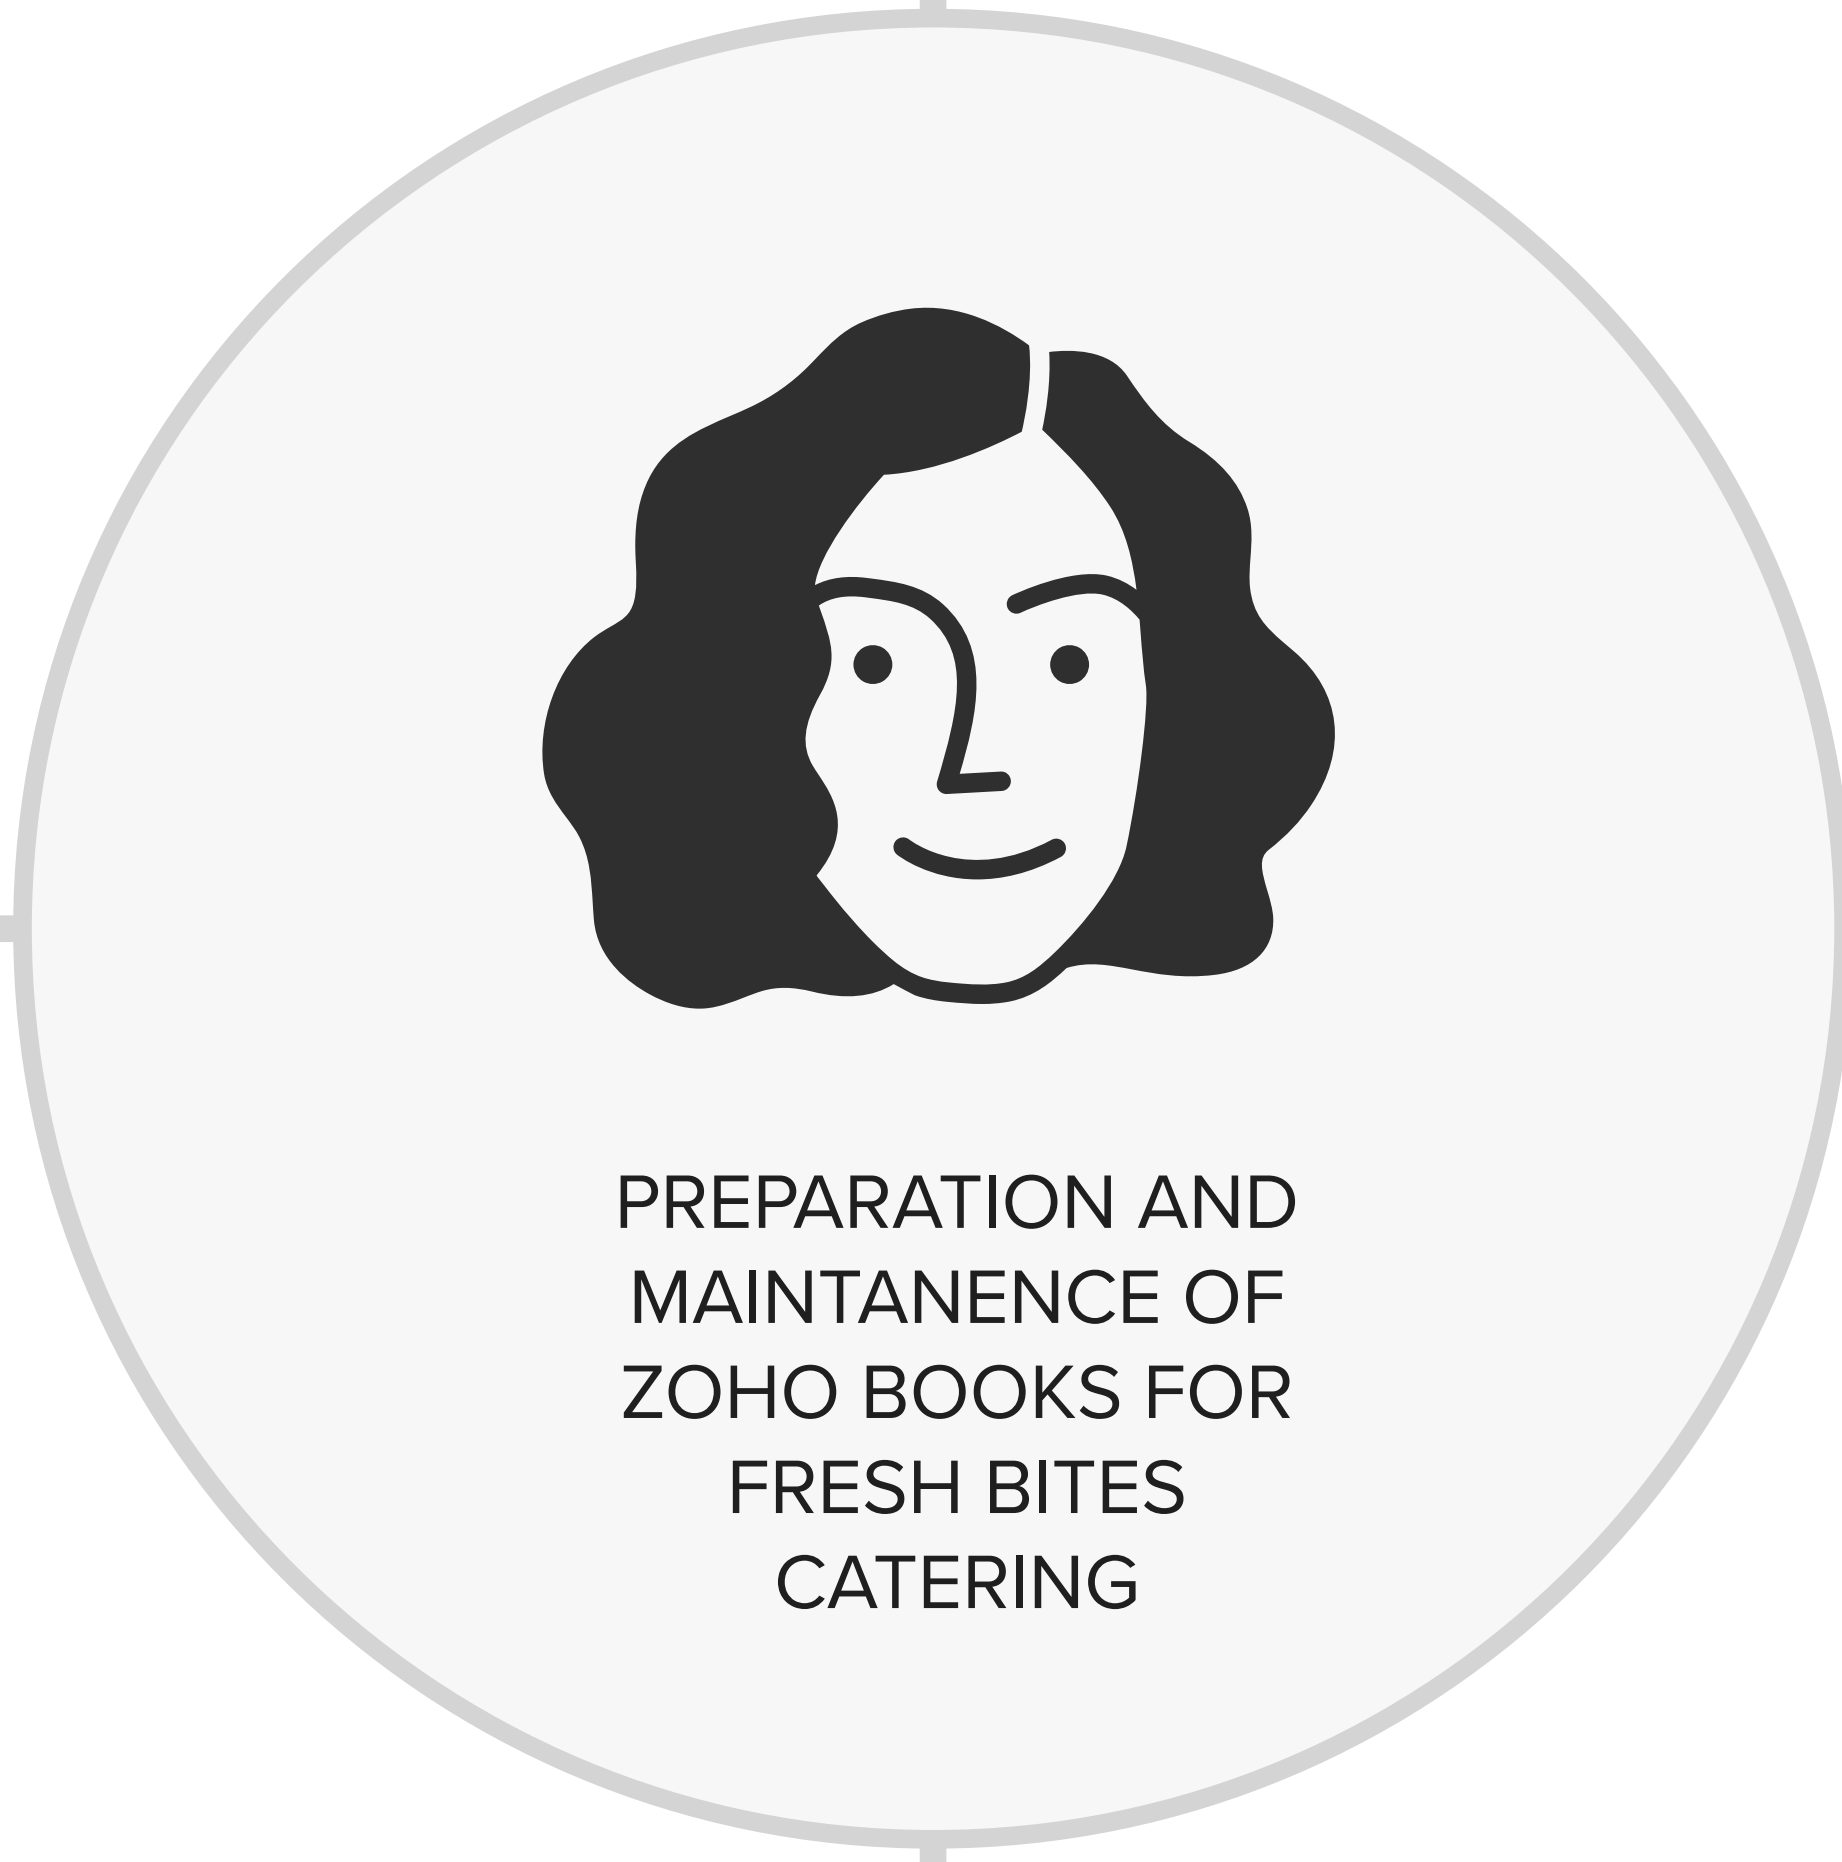 PREPARATION AND
MAINTANENCE OF
ZOHO BOOKS FOR
FRESH BITES
CATERING